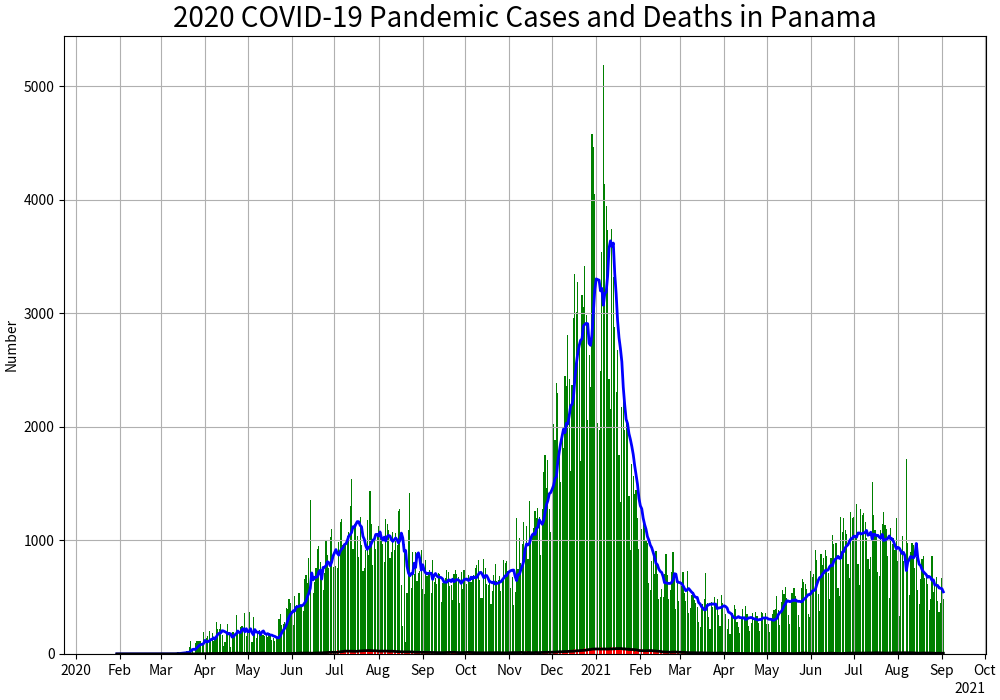 2020 COVID-19 Pandemic Cases and Deaths in Panama
Number
5000
4000
3000
2000
1000
0
2020 Feb Mar Apr May Jun Jul Aug Sep Oct Nov Dec 2021 Feb Mar Apr May Jun Jul Aug Sep Oct
2021